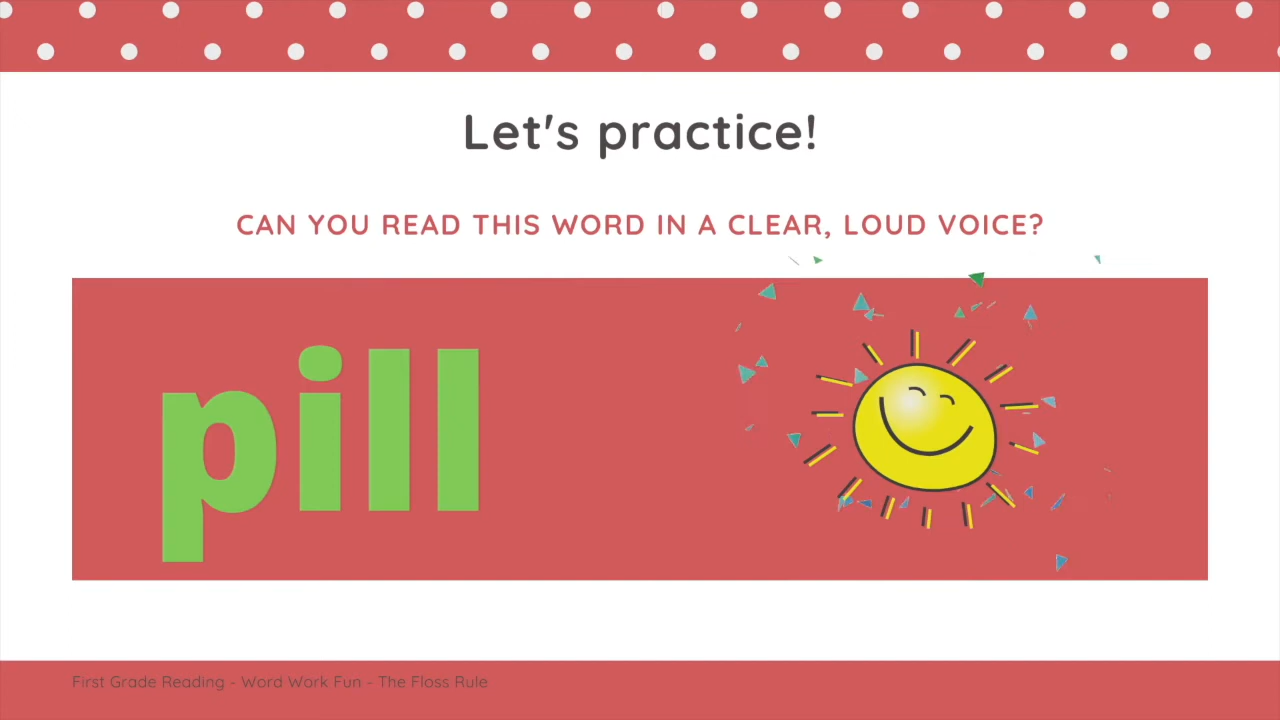 Let's practice!
CAN YOU READ THIS WORD IN A CLEAR, LOUD VOICE?
pill
First Grade Reading - Word Work Fun - The Floss Rule